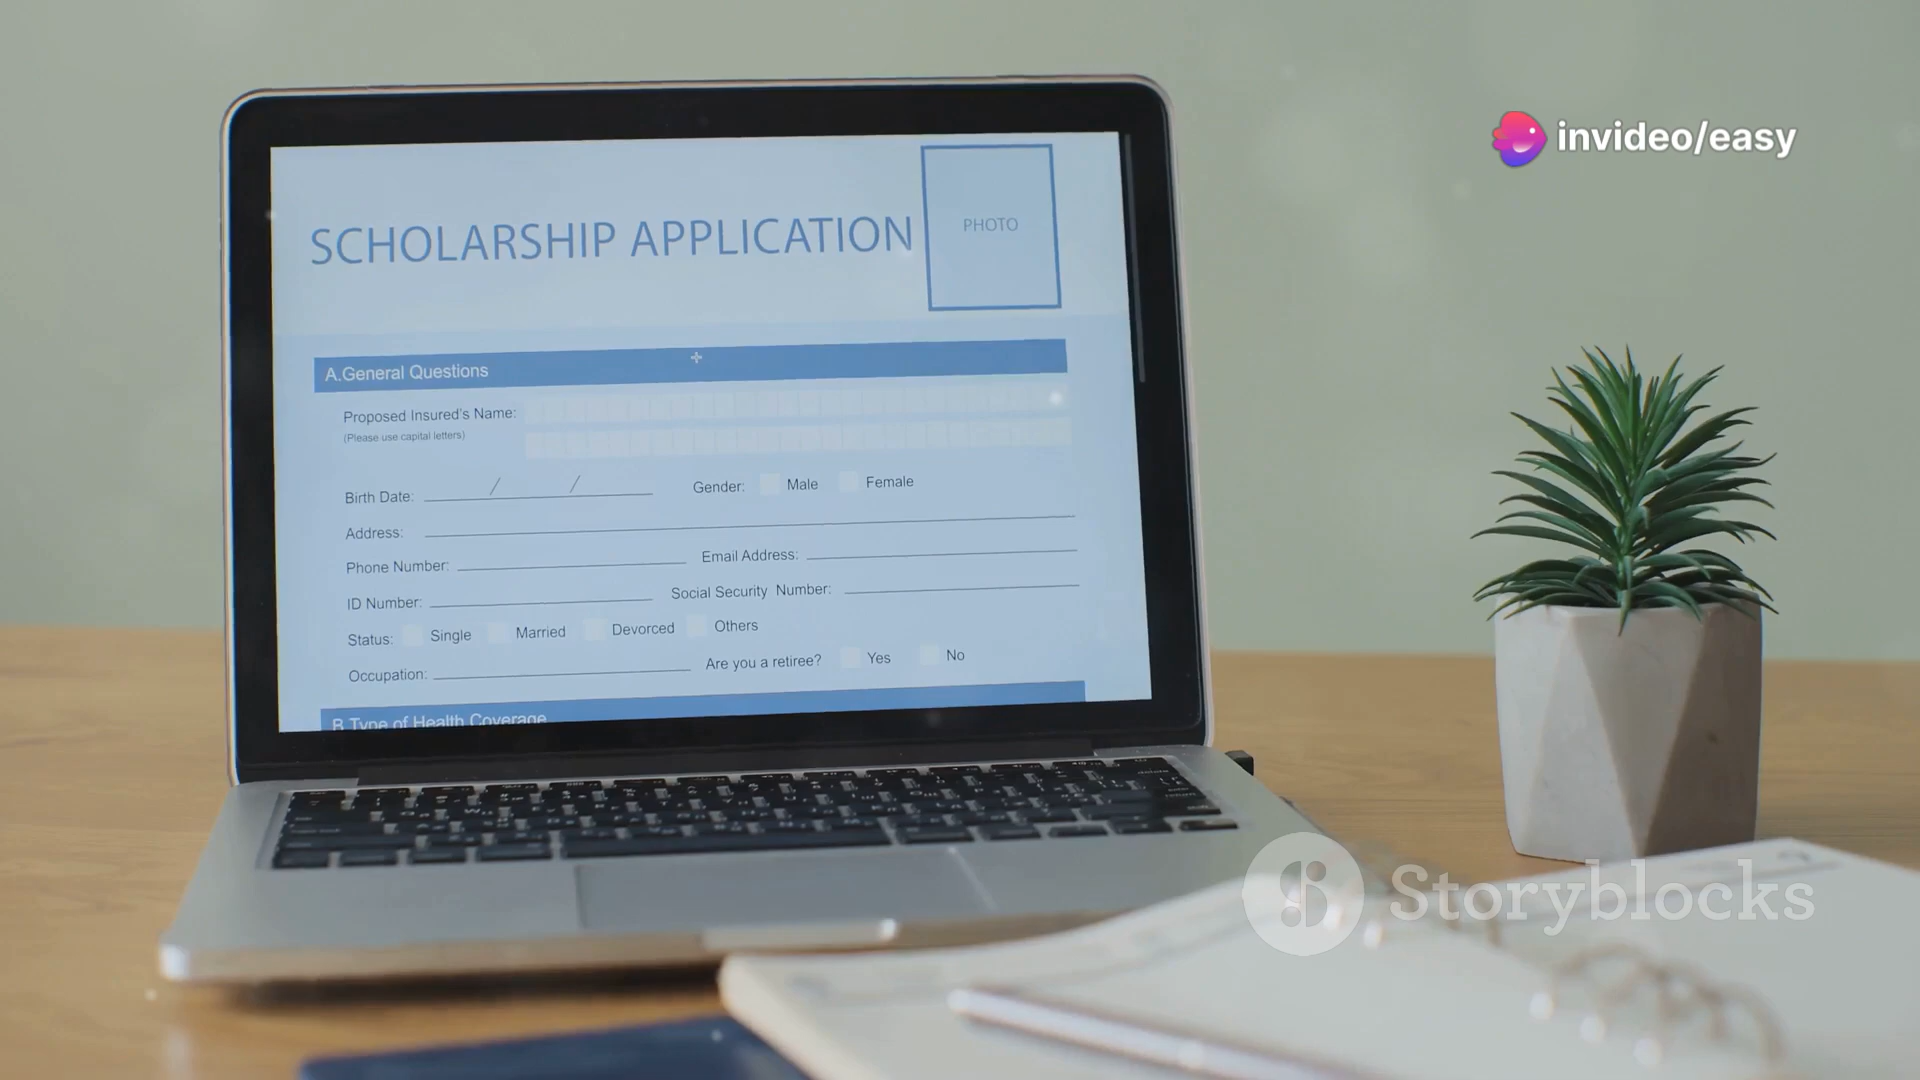 invideo/easy
SCHOLARSHIP APPLICATION
PHOTO
A.General Questions
Proposed Insured's Name:
(Please use capital letters)
Birth Date: / / Gender: Male Female
Address:
Phone Number: Email Address:
ID Number: Social Security Number:
Status: Single Married Devorced Others
Occupation: Are you a retiree? Yes No
B.Type of Health Coverage
Storyblocks